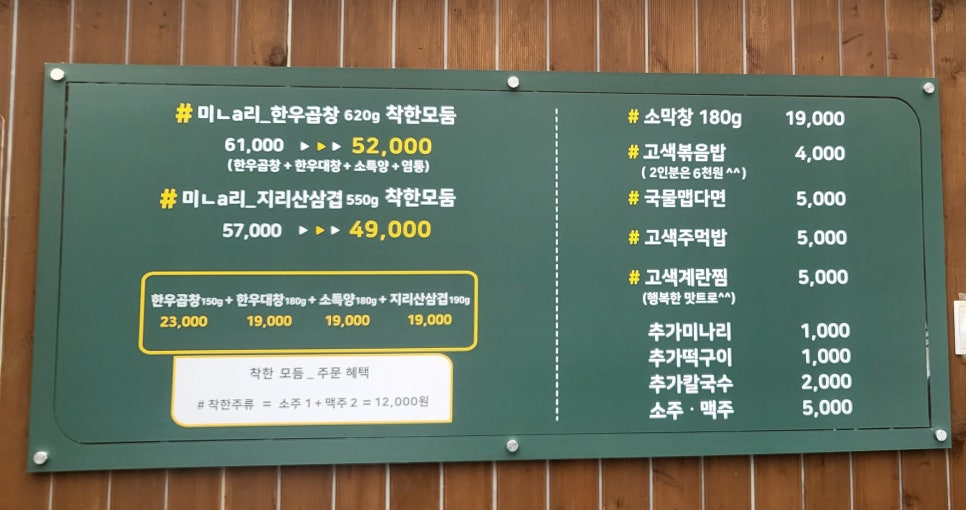 # 미ㄴa리_한우곱창 620g 착한모둠
61,000 ▶ ▶ ▶ 52,000
(한우곱창 + 한우대창 + 소특양 + 염통)
# 미ㄴa리_지리산삼겹 550g 착한모둠
57,000 ▶ ▶ ▶ 49,000
한우곱창150g + 한우대창180g + 소특양180g + 지리산삼겹190g
23,000 19,000 19,000 19,000
착한 모듬 _ 주문 혜택
# 착한주류 = 소주 1 + 맥주 2 = 12,000원
# 소막창 180g 19,000
# 고색볶음밥 4,000
( 2인분은 6천원 ^^ )
# 국물맵다면 5,000
# 고색주먹밥 5,000
# 고색계란찜 5,000
(행복한 맛트로^^)
추가미나리 1,000
추가떡구이 1,000
추가칼국수 2,000
소주 · 맥주 5,000